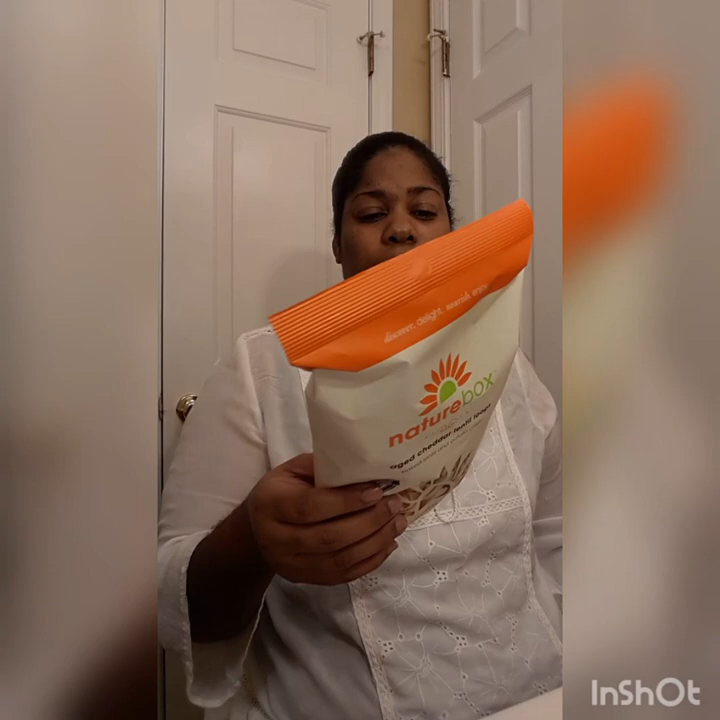 discover. delight. nourish. enjoy.
naturebox
aged cheddar lentil loops
InShOt